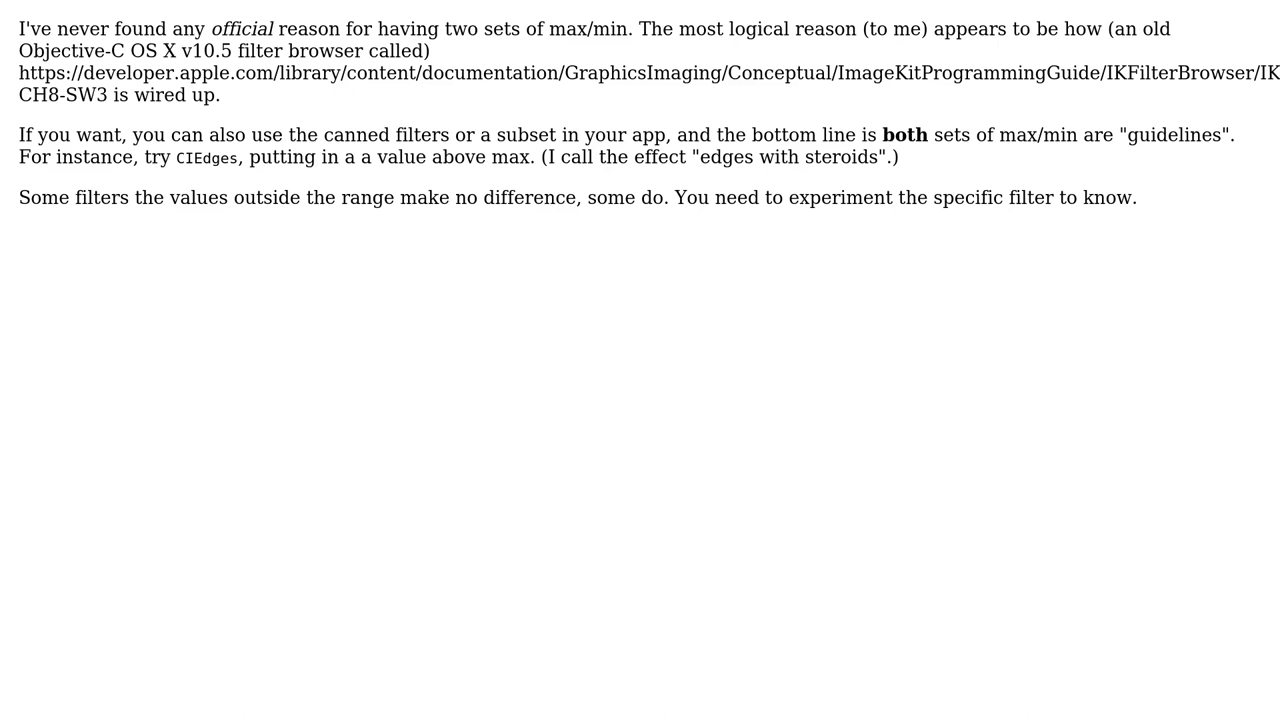 I've never found any official reason for having two sets of max/min. The most logical reason (to me) appears to be how (an old
Objective-C OS X v10.5 filter browser called)
https://developer.apple.com/library/content/documentation/GraphicsImaging/Conceptual/ImageKitProgrammingGuide/IKFilterBrowser/IK
CH8-SW3 is wired up.
If you want, you can also use the canned filters or a subset in your app, and the bottom line is both sets of max/min are "guidelines".
For instance, try CIEdges, putting in a a value above max. (I call the effect "edges with steroids".)
Some filters the values outside the range make no difference, some do. You need to experiment the specific filter to know.